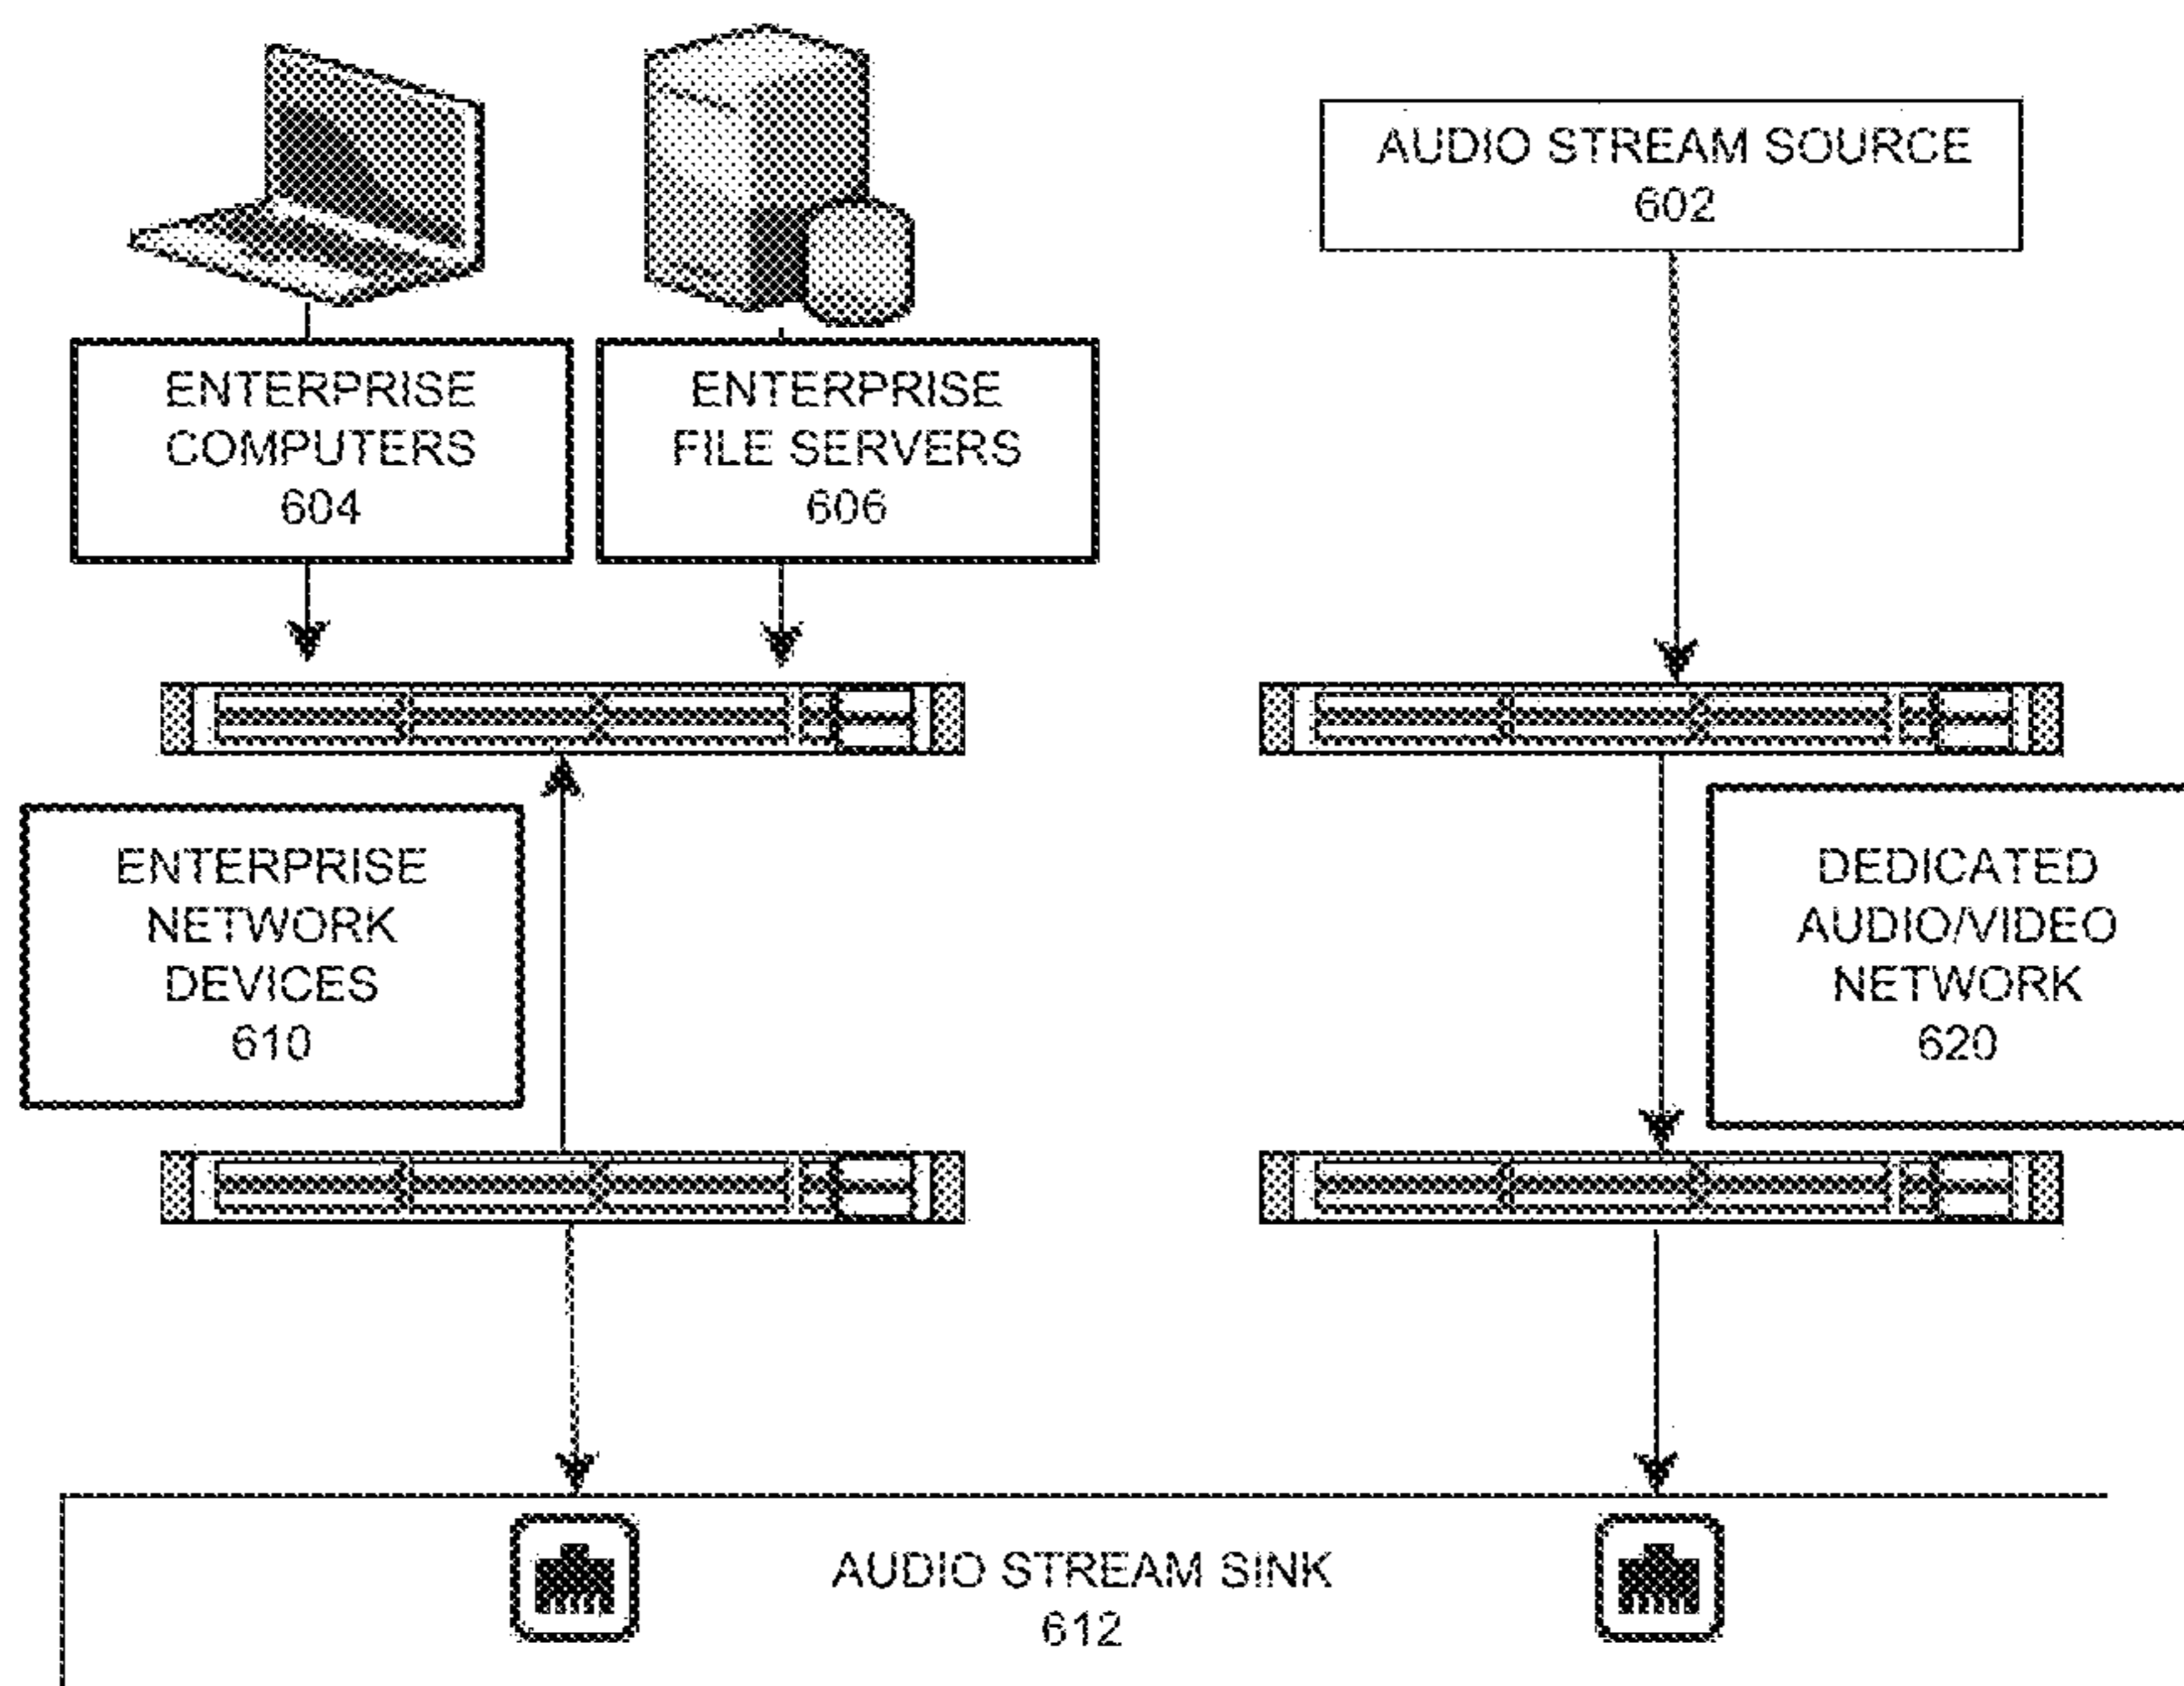 AUDIO STREAM SOURCE
602
ENTERPRISE
COMPUTERS
604
ENTERPRISE
FILE SERVERS
606
ENTERPRISE
NETWORK
DEVICES
610
DEDICATED
AUDIO/VIDEO
NETWORK
620
AUDIO STREAM SINK
612